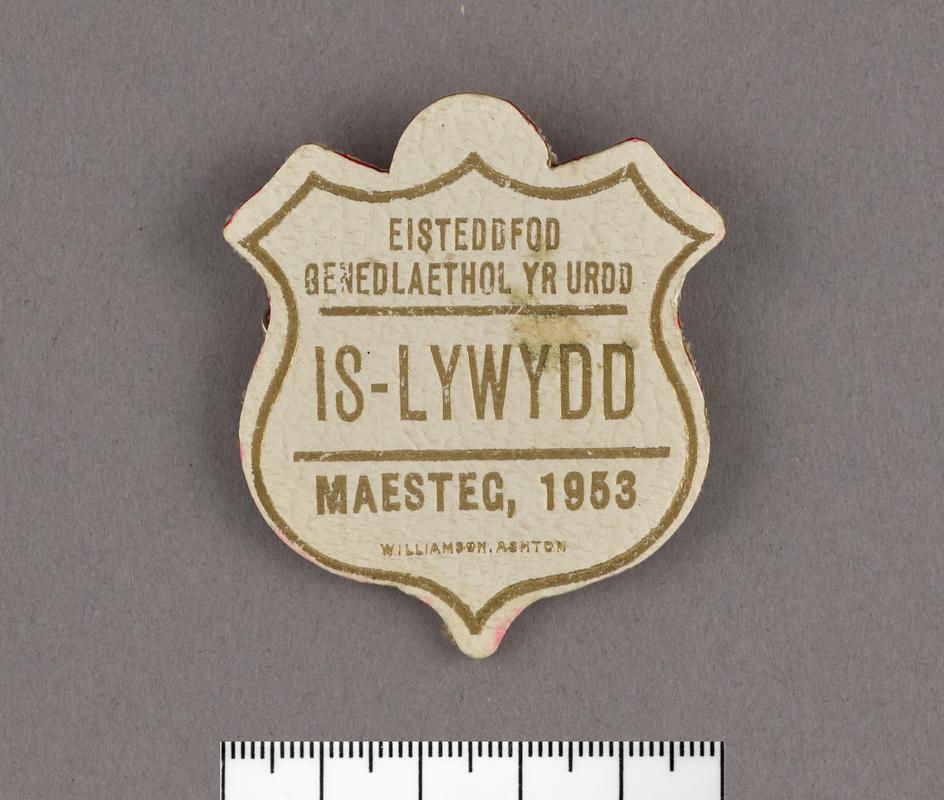 EISTEDDFOD
GENEDLAETHOL YR URDD
IS-LYWYDD
MAESTEG, 1953
WILLIAMSON, ASHTON